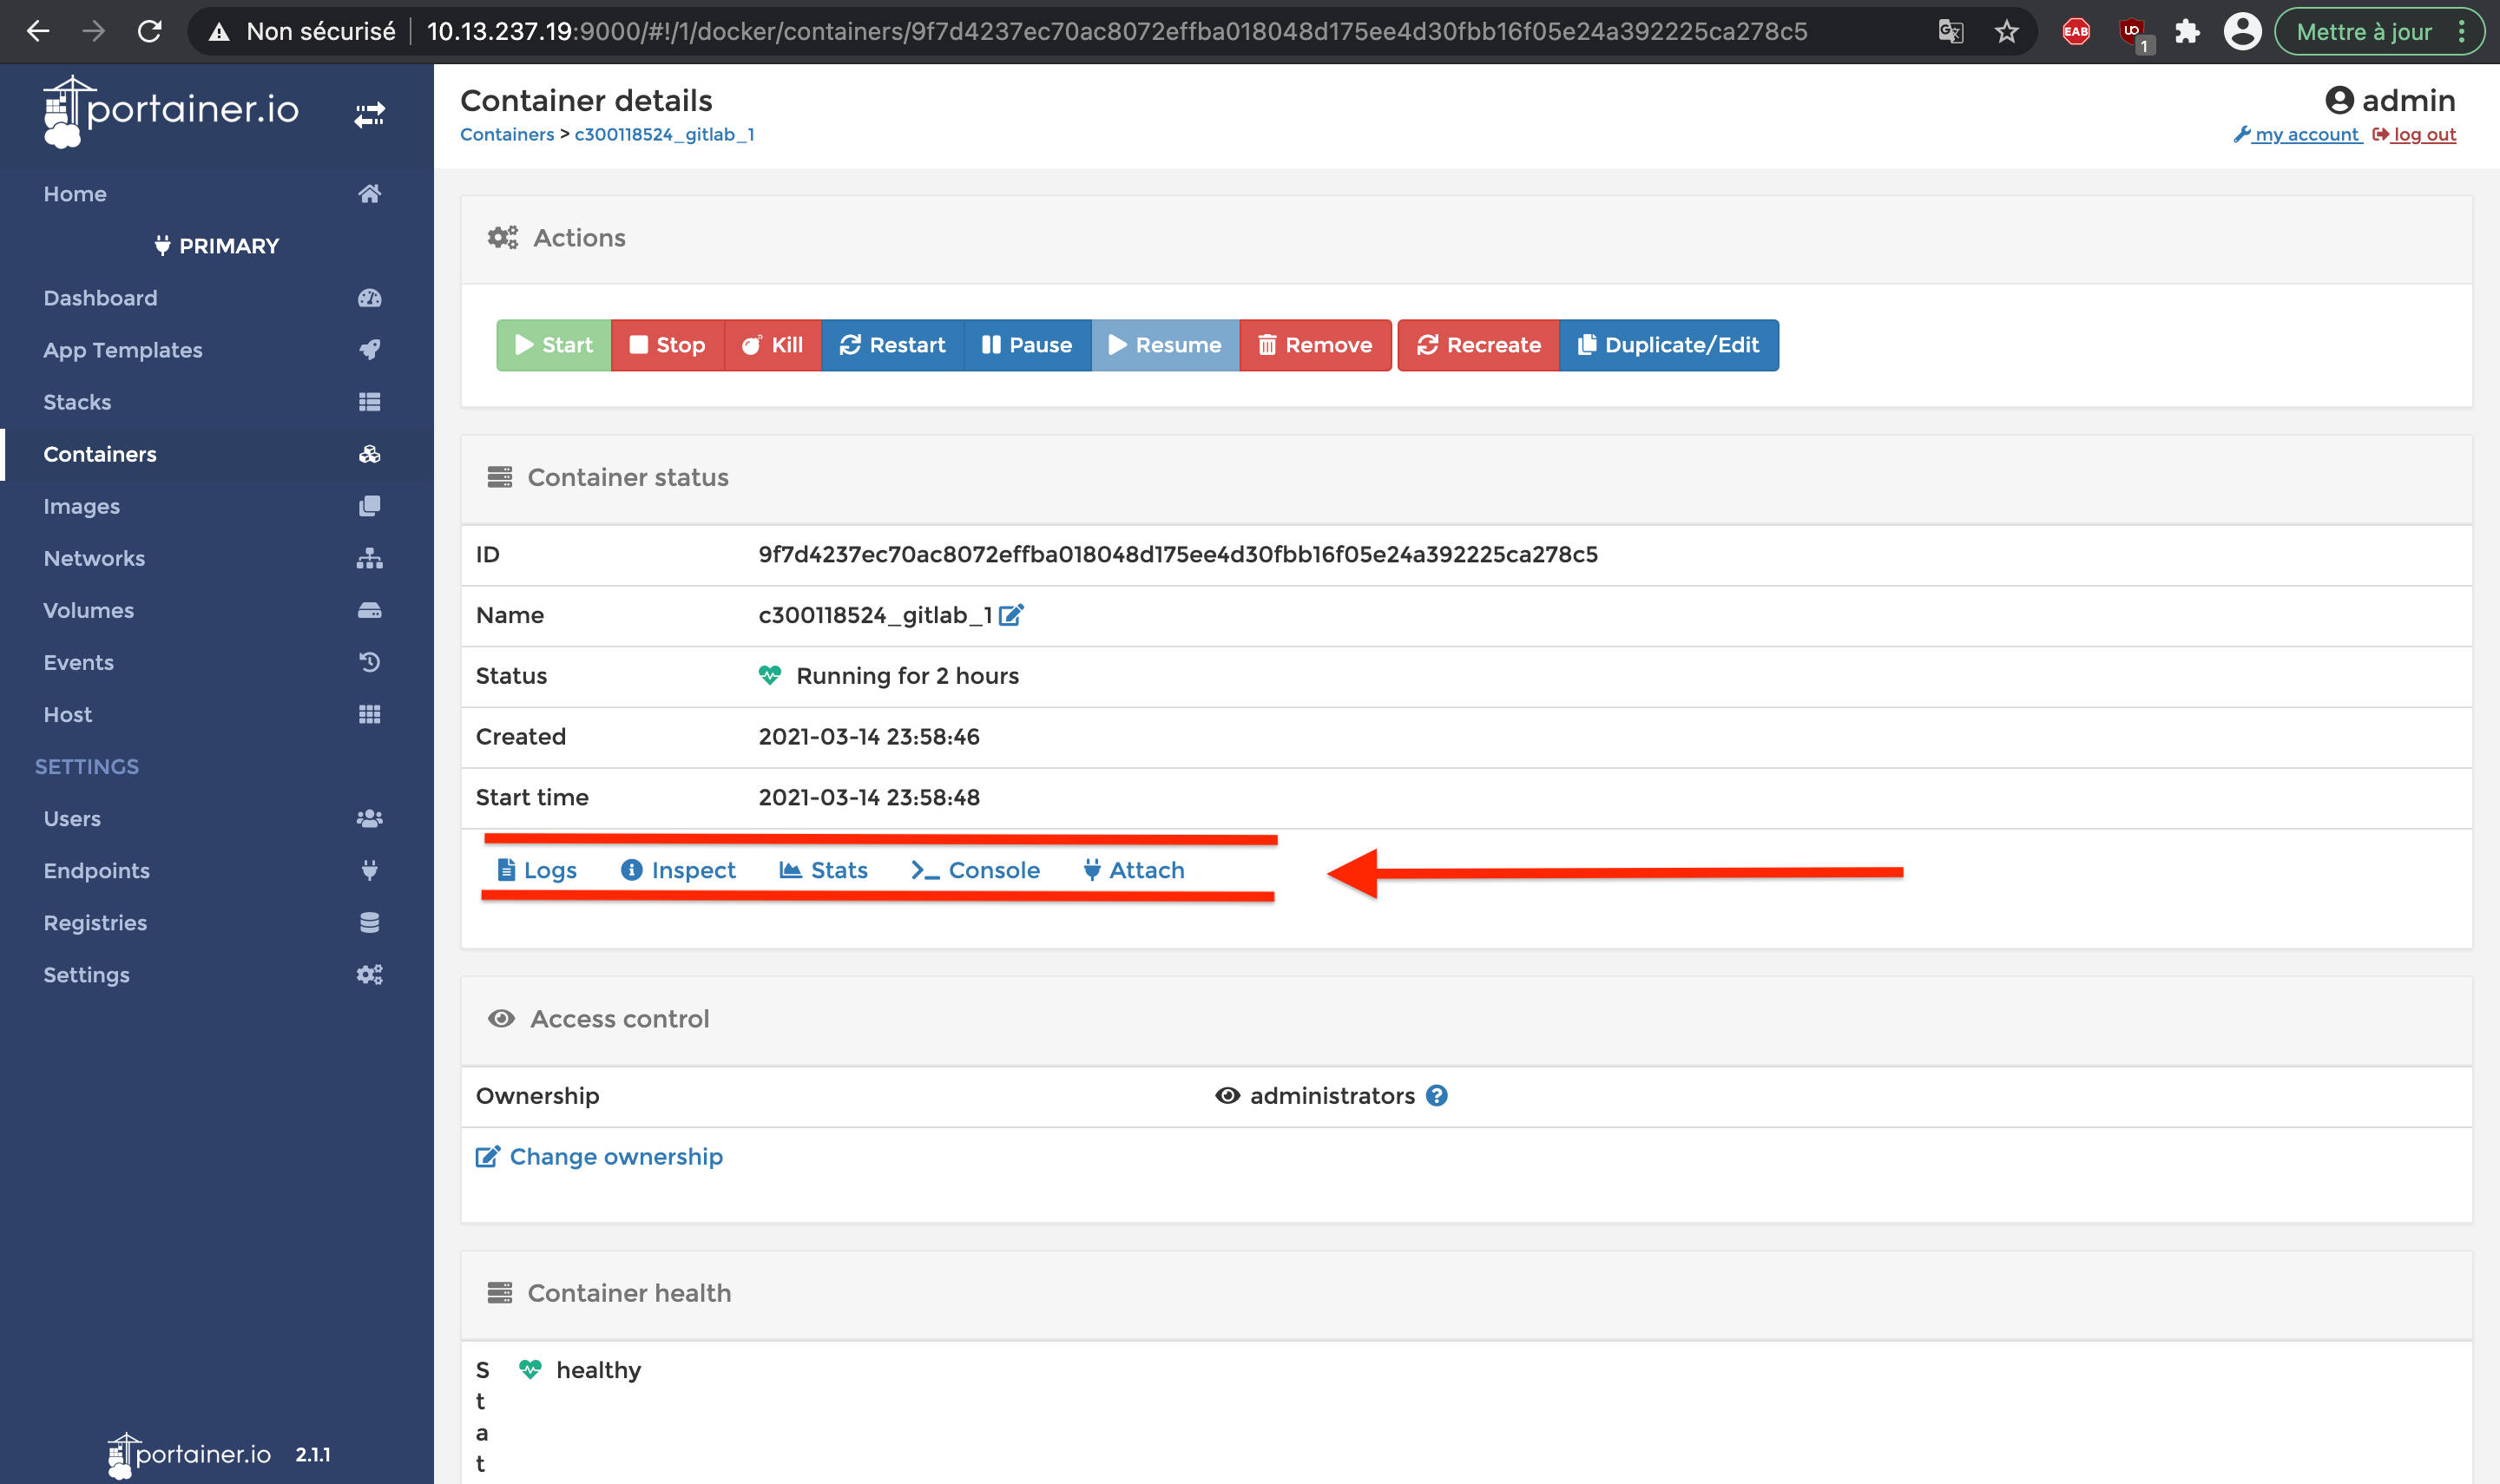 Non sécurisé 10.13.237.19:9000/#!/1/docker/containers/9f7d4237ec70ac8072effba018048d175ee4d30fbb16f05e24a392225ca278c5
EAB
UO
1
Mettre à jour
portainer.io
Home
PRIMARY
Dashboard
App Templates
Stacks
Containers
Images
Networks
Volumes
Events
Host
SETTINGS
Users
Endpoints
Registries
Settings
portainer.io 2.1.1
Container details
Containers > c300118524_gitlab_1
admin
my account log out
Actions
Start Stop Kill Restart Pause Resume Remove Recreate Duplicate/Edit
Container status
ID 9f7d4237ec70ac8072effba018048d175ee4d30fbb16f05e24a392225ca278c5
Name c300118524_gitlab_1
Status Running for 2 hours
Created 2021-03-14 23:58:46
Start time 2021-03-14 23:58:48
Logs Inspect Stats Console Attach
Access control
Ownership administrators
Change ownership
Container health
Stat healthy